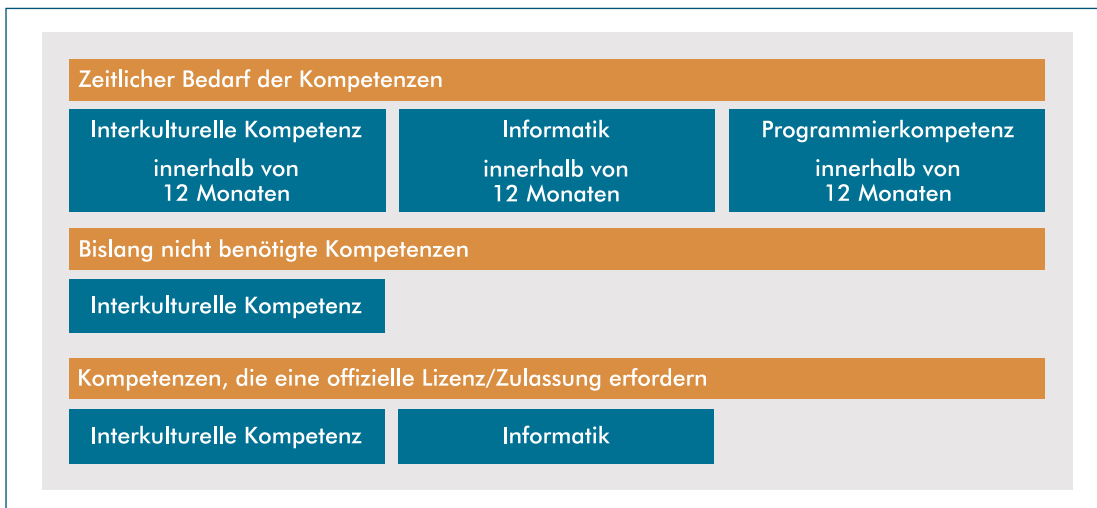 Zeitlicher Bedarf der Kompetenzen
Interkulturelle Kompetenz
innerhalb von
12 Monaten
Informatik
innerhalb von
12 Monaten
Programmierkompetenz
innerhalb von
12 Monaten
Bislang nicht benötigte Kompetenzen
Interkulturelle Kompetenz
Kompetenzen, die eine offizielle Lizenz/Zulassung erfordern
Interkulturelle Kompetenz
Informatik